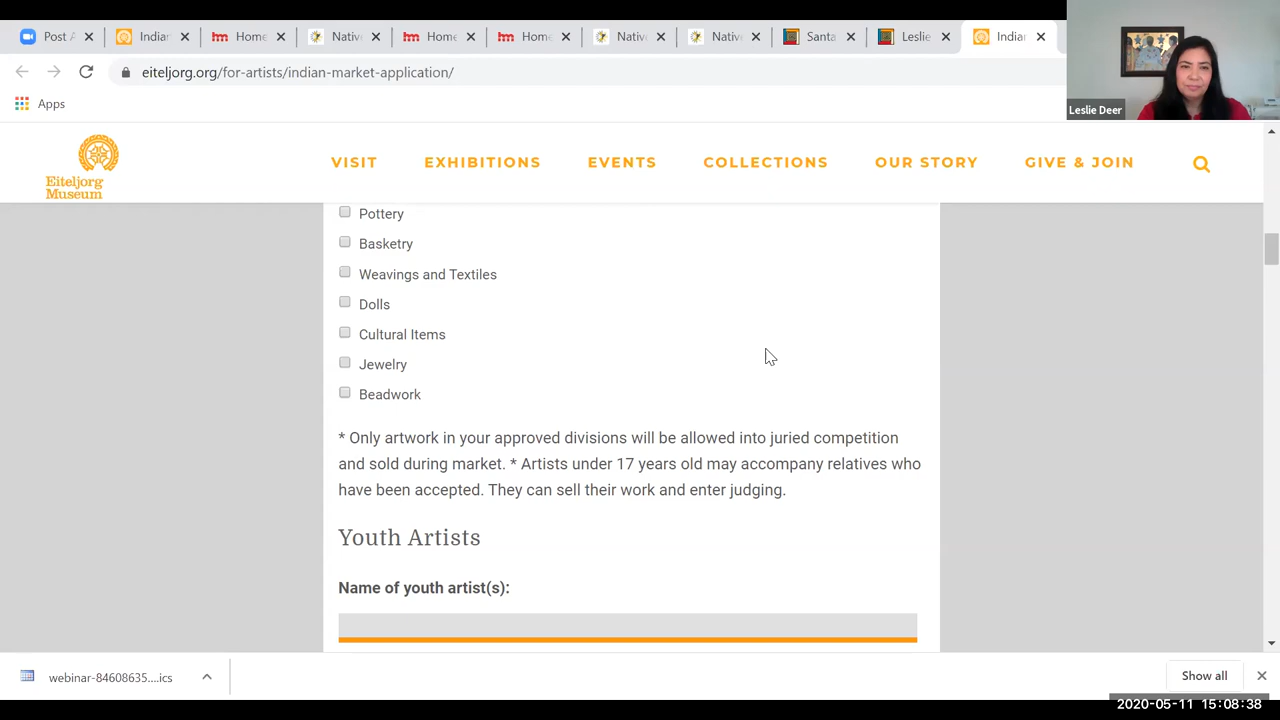 Post A
Indian
Home
Nativ
Home
Home
Nativ
Nativ
Santa
Leslie
Indian
eiteljorg.org/for-artists/indian-market-application/
Apps
Leslie Deer
Eiteljorg
Museum
VISIT
EXHIBITIONS
EVENTS
COLLECTIONS
OUR STORY
GIVE & JOIN
Pottery
Basketry
Weavings and Textiles
Dolls
Cultural Items
Jewelry
Beadwork
* Only artwork in your approved divisions will be allowed into juried competition
and sold during market. * Artists under 17 years old may accompany relatives who
have been accepted. They can sell their work and enter judging.
Youth Artists
Name of youth artist(s):
webinar-84608635....ics
Show all
2020-05-11 15:08:38